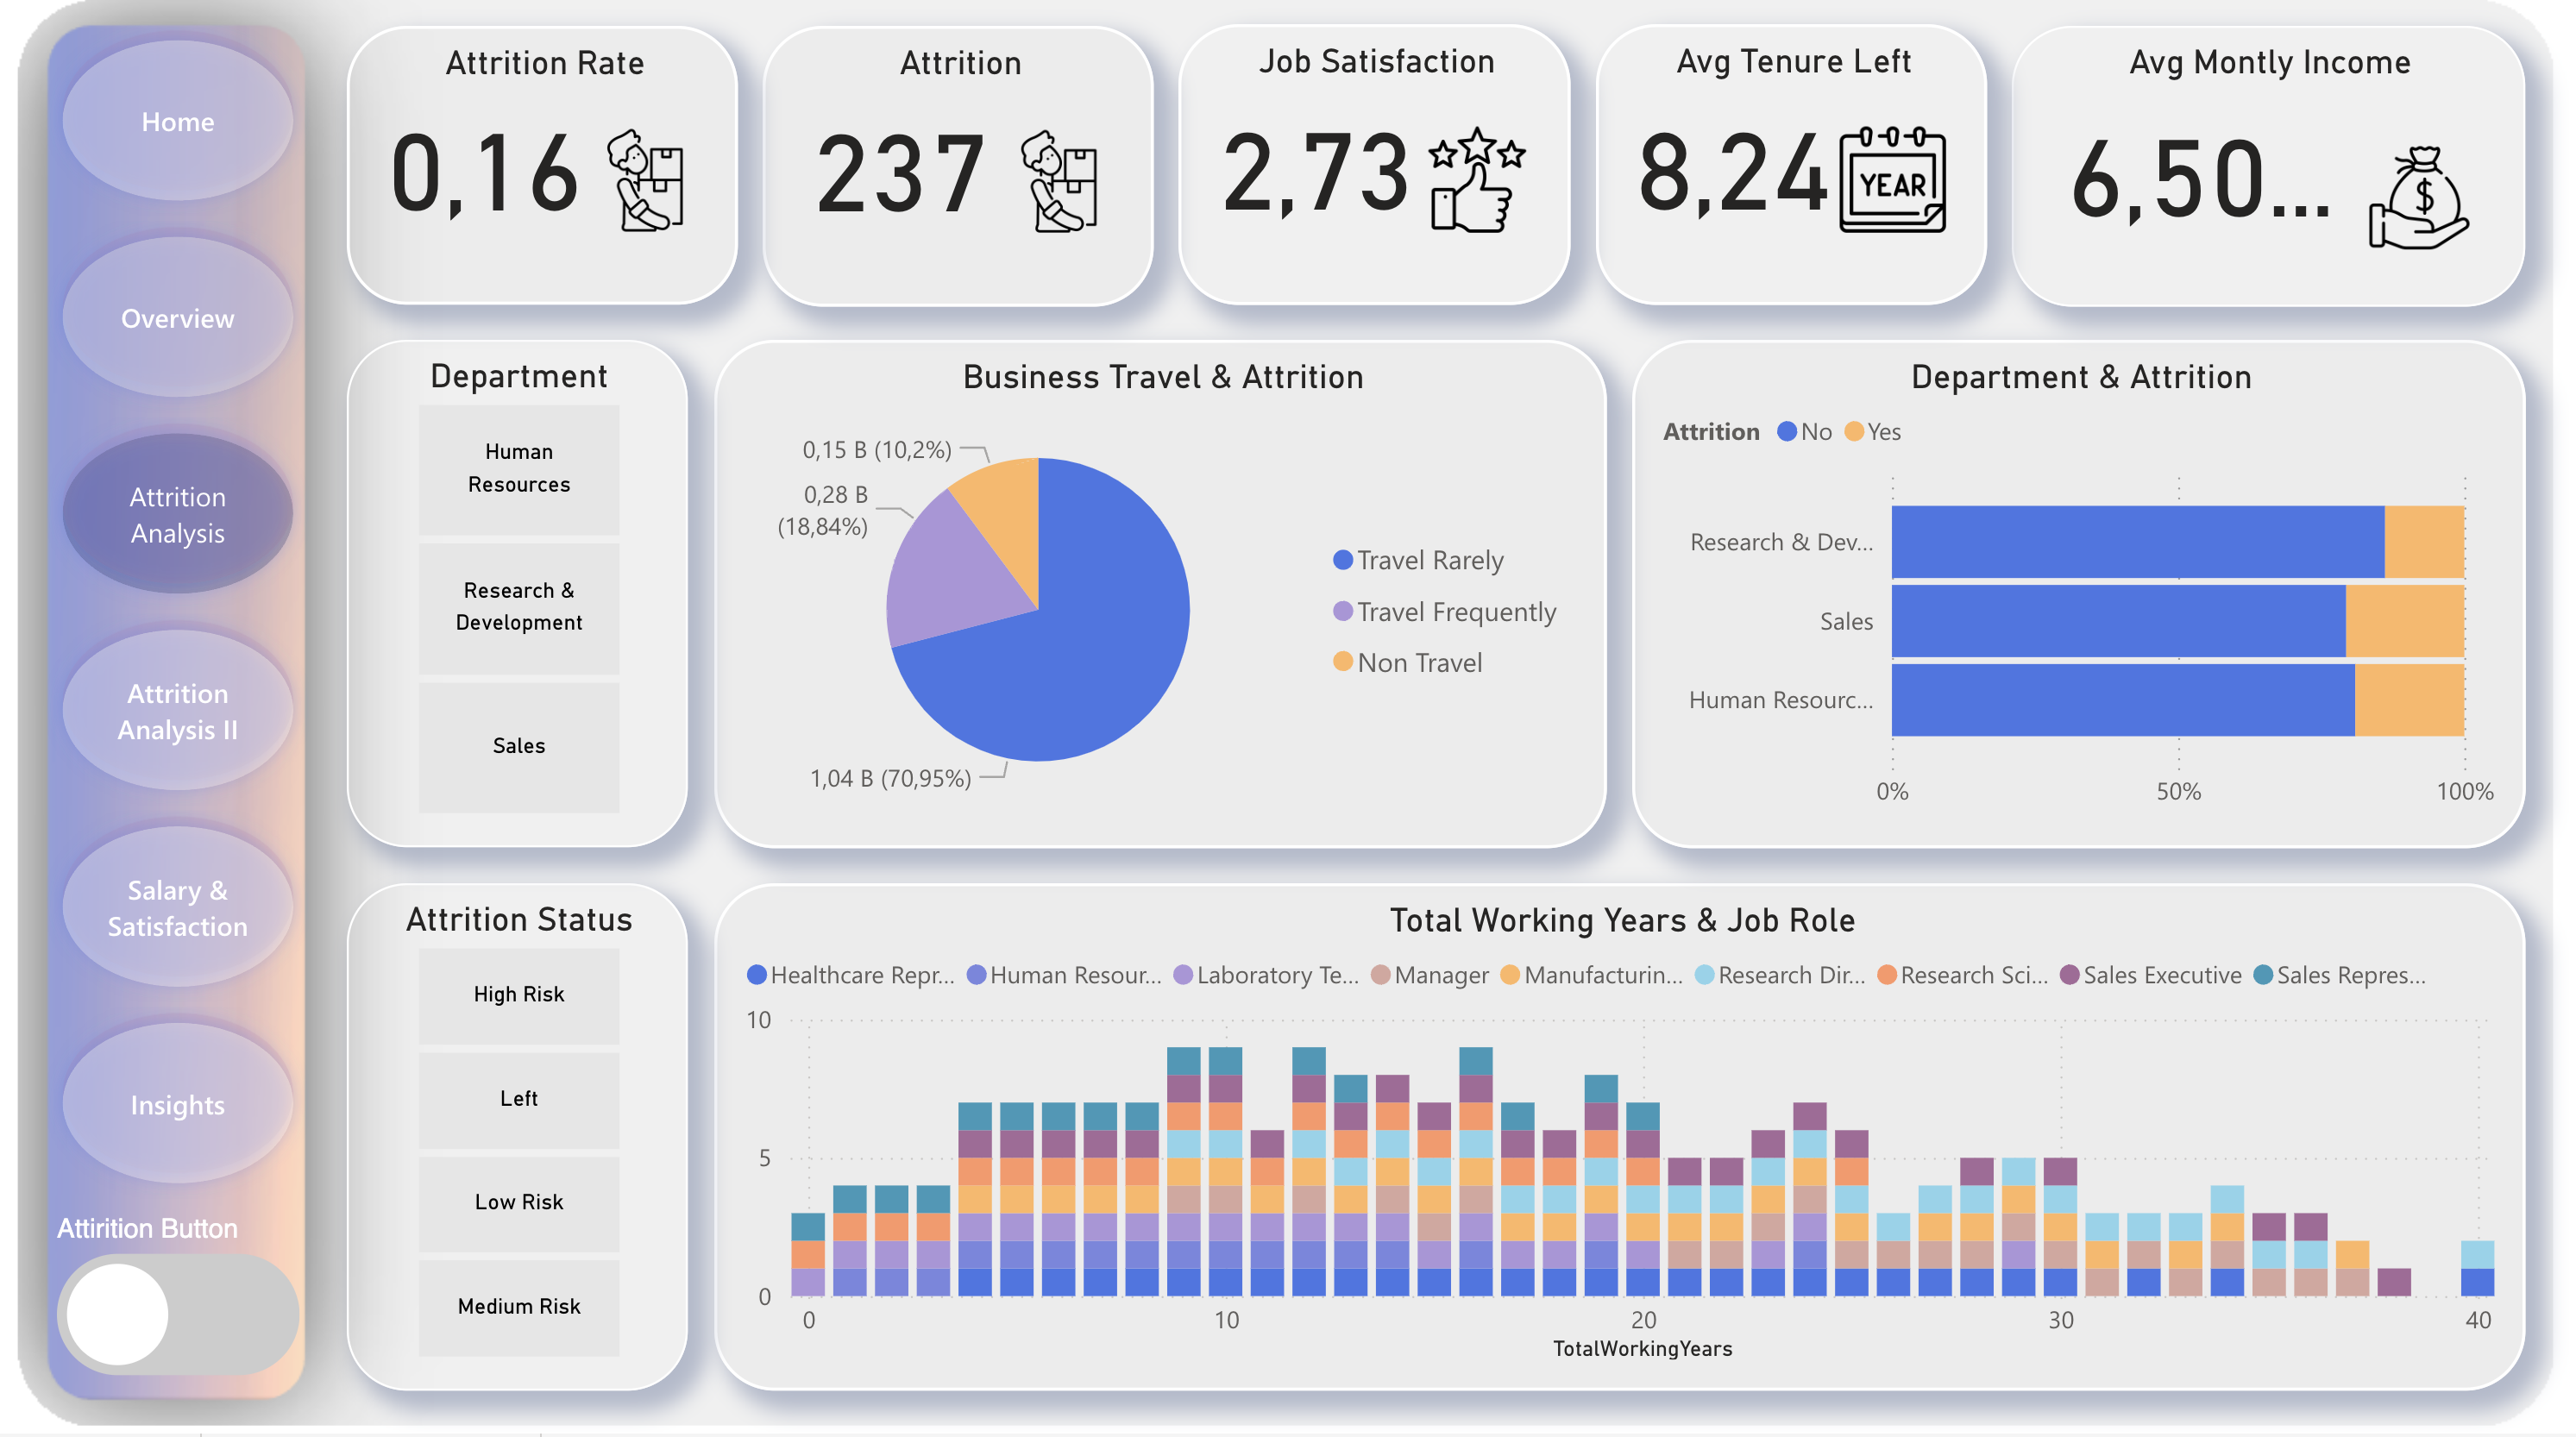 Home
Overview
Attrition
Analysis
Attrition
Analysis II
Salary &
Satisfaction
Insights
Attirition Button
Attrition Rate
0,16
Attrition
237
Job Satisfaction
2,73
Avg Tenure Left
8,24
YEAR
Avg Montly Income
6,50...
$
Department
Human
Resources
Research &
Development
Sales
Business Travel & Attrition
0,15 B (10,2%)
0,28 B
(18,84%)
1,04 B (70,95%)
Travel Rarely
Travel Frequently
Non Travel
Department & Attrition
Attrition No Yes
Research & Dev...
Sales
Human Resourc...
0% 50% 100%
Attrition Status
High Risk
Left
Low Risk
Medium Risk
Total Working Years & Job Role
Healthcare Repr... Human Resour... Laboratory Te... Manager Manufacturin... Research Dir... Research Sci... Sales Executive Sales Repres...
10
5
0
0 10 20 30 40
TotalWorkingYears